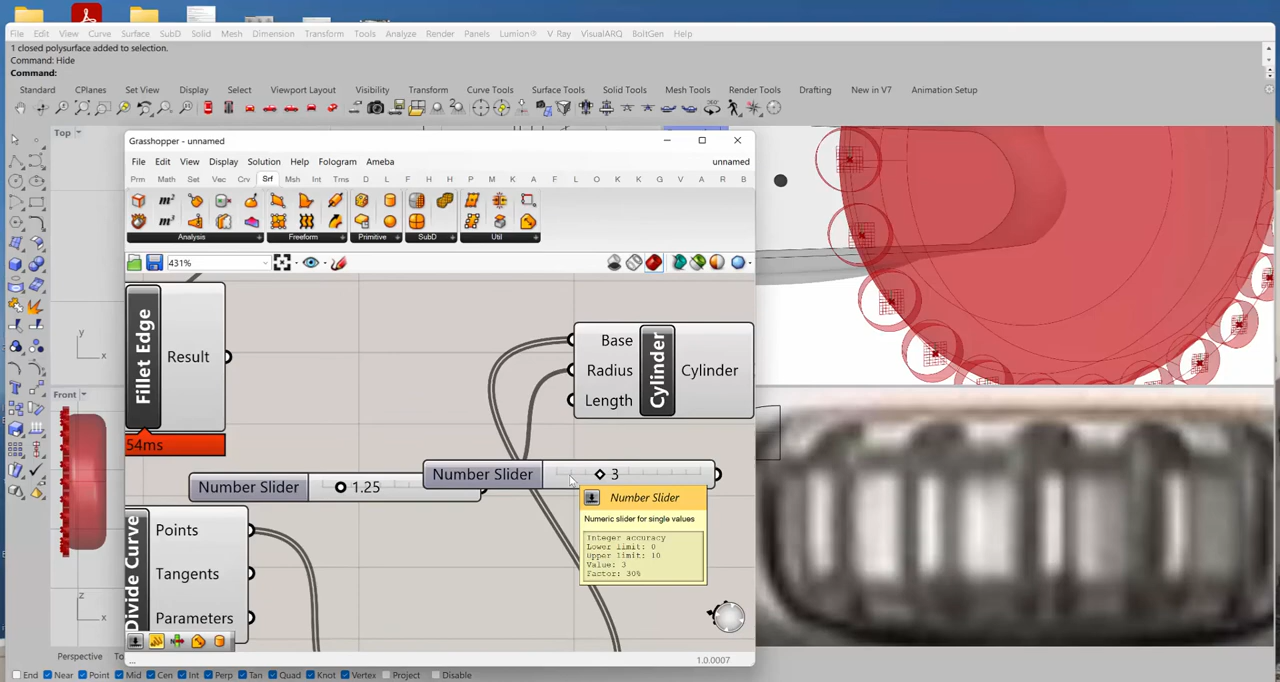 File Edit View Curve Surface SubD Solid Mesh Dimension Transform Tools Analyze Render Panels Lumion® V-Ray VisualARQ BoltGen Help
1 closed polysurface added to selection.
Command: Hide
Command:
Standard CPlanes Set View Display Select Viewport Layout Visibility Transform Curve Tools Surface Tools Solid Tools Mesh Tools Render Tools Drafting New in V7 Animation Setup
Top
Grasshopper - unnamed
File Edit View Display Solution Help Fologram Ameba unnamed
Prm Math Set Vec Crv Srf Msh Int Tms D L F H H P M K A F L O K K G V A R B
m²
m³
Analysis Freeform Primitive SubD Util
431%
Fillet Edge
Result
54ms
Base
Radius
Length
Cylinder
Cylinder
Number Slider 1.25
Number Slider 3
Number Slider
Numeric slider for single values
Integer accuracy
Lower limit: 0
Upper limit: 10
Value: 3
Factor: 30%
Divide Curve
Points
Tangents
Parameters
... 1.0.0007
y
x
Front
z
x
Perspective
End Near Point Mid Cen Int Perp Tan Quad Knot Vertex Project Disable